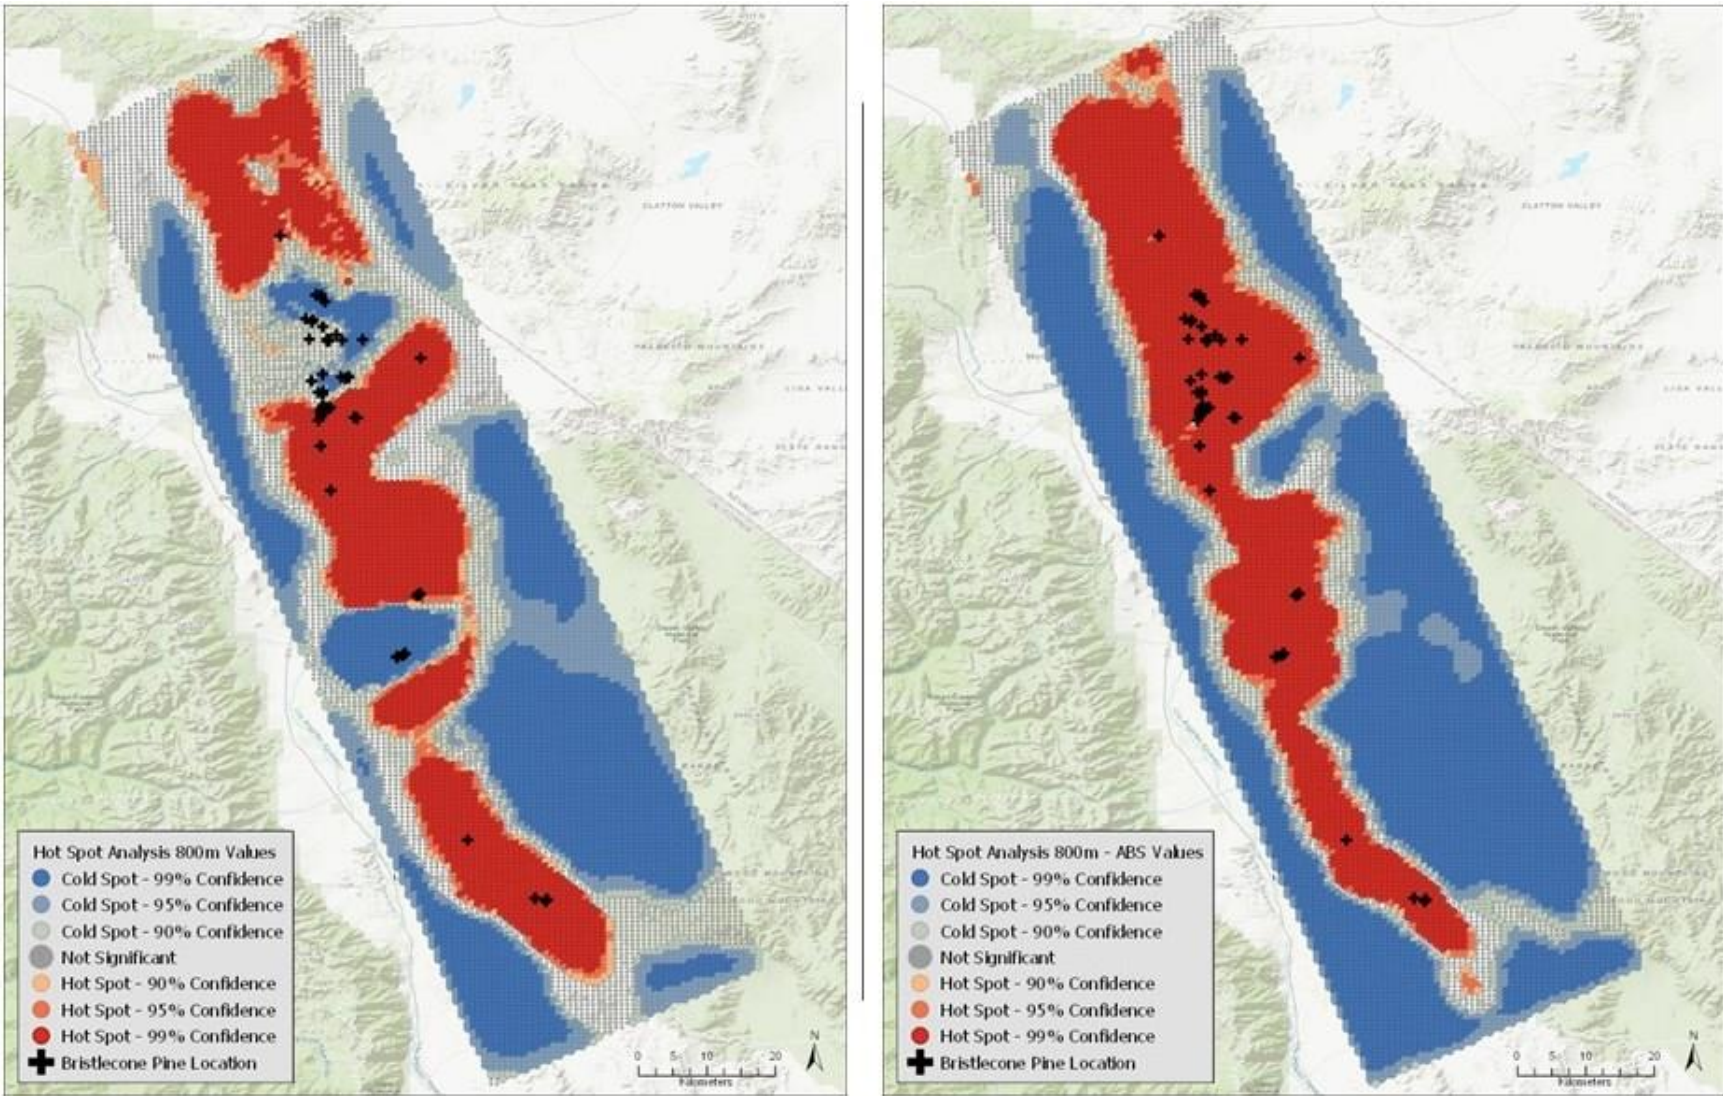 CLAYTON VALLEY
Hot Spot Analysis 800m Values
Cold Spot - 99% Confidence
Cold Spot - 95% Confidence
Cold Spot - 90% Confidence
Not Significant
Hot Spot - 90% Confidence
Hot Spot - 95% Confidence
Hot Spot - 99% Confidence
Bristlecone Pine Location
N
0 5 10 20
Kilometers
CLAYTON VALLEY
Hot Spot Analysis 800m - ABS Values
Cold Spot - 99% Confidence
Cold Spot - 95% Confidence
Cold Spot - 90% Confidence
Not Significant
Hot Spot - 90% Confidence
Hot Spot - 95% Confidence
Hot Spot - 99% Confidence
Bristlecone Pine Location
N
0 5 10 20
Kilometers